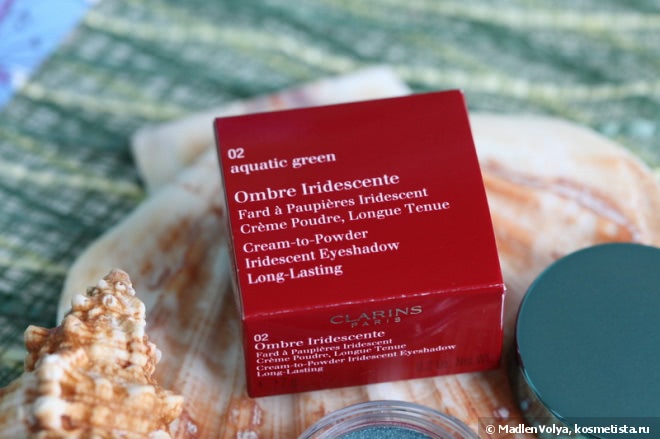 02
aquatic green
Ombre Iridescente
Fard à Paupières Iridescent
Crème Poudre, Longue Tenue
Cream-to-Powder
Iridescent Eyeshadow
Long-Lasting
CLARINS
PARIS
02
Ombre Iridescente
Fard à Paupières Iridescent
Crème Poudre, Longue Tenue
Cream-to-Powder Iridescent Eyeshadow
Long-Lasting
© MadlenVolya, kosmetista.ru